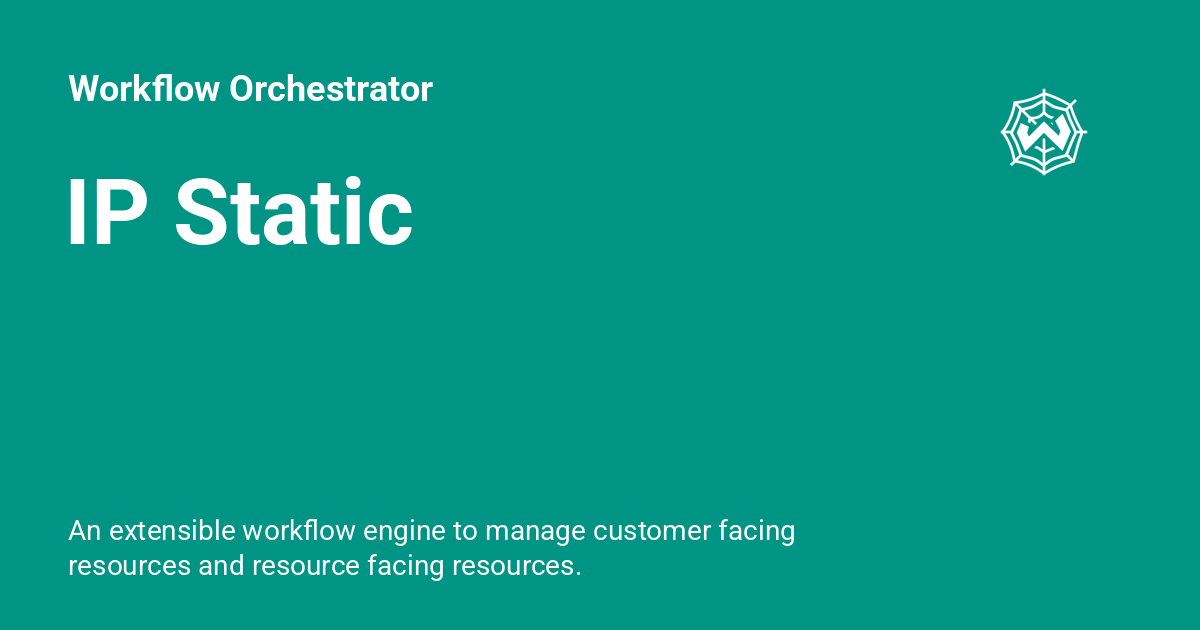 Workflow Orchestrator
IP Static
An extensible workflow engine to manage customer facing
resources and resource facing resources.